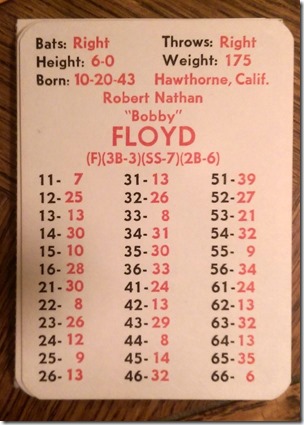 Bats: Right Throws: Right
Height: 6-0 Weight: 175
Born: 10-20-43 Hawthorne, Calif.
Robert Nathan
"Bobby"
FLOYD
(F)(3B-3)(SS-7)(2B-6)
11- 7 31- 13 51- 39
12- 25 32- 26 52- 27
13- 13 33- 8 53- 21
14- 30 34- 31 54- 32
15- 10 35- 30 55- 9
16- 28 36- 33 56- 34
21- 30 41- 24 61- 24
22- 8 42- 13 62- 13
23- 26 43- 29 63- 32
24- 12 44- 8 64- 13
25- 9 45- 14 65- 35
26- 13 46- 32 66- 6